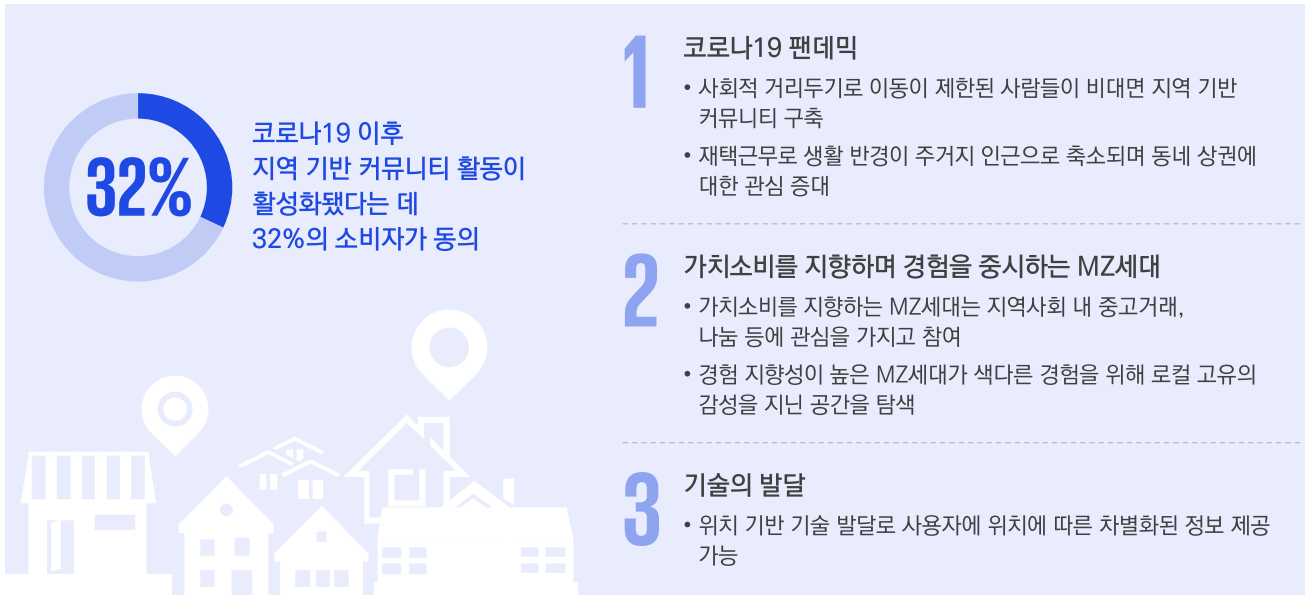 32%
코로나19 이후
지역 기반 커뮤니티 활동이
활성화됐다는 데
32%의 소비자가 동의
1
코로나19 팬데믹
• 사회적 거리두기로 이동이 제한된 사람들이 비대면 지역 기반
커뮤니티 구축
• 재택근무로 생활 반경이 주거지 인근으로 축소되며 동네 상권에
대한 관심 증대
2
가치소비를 지향하며 경험을 중시하는 MZ세대
• 가치소비를 지향하는 MZ세대는 지역사회 내 중고거래,
나눔 등에 관심을 가지고 참여
• 경험 지향성이 높은 MZ세대가 색다른 경험을 위해 로컬 고유의
감성을 지닌 공간을 탐색
3
기술의 발달
• 위치 기반 기술 발달로 사용자에 위치에 따른 차별화된 정보 제공
가능